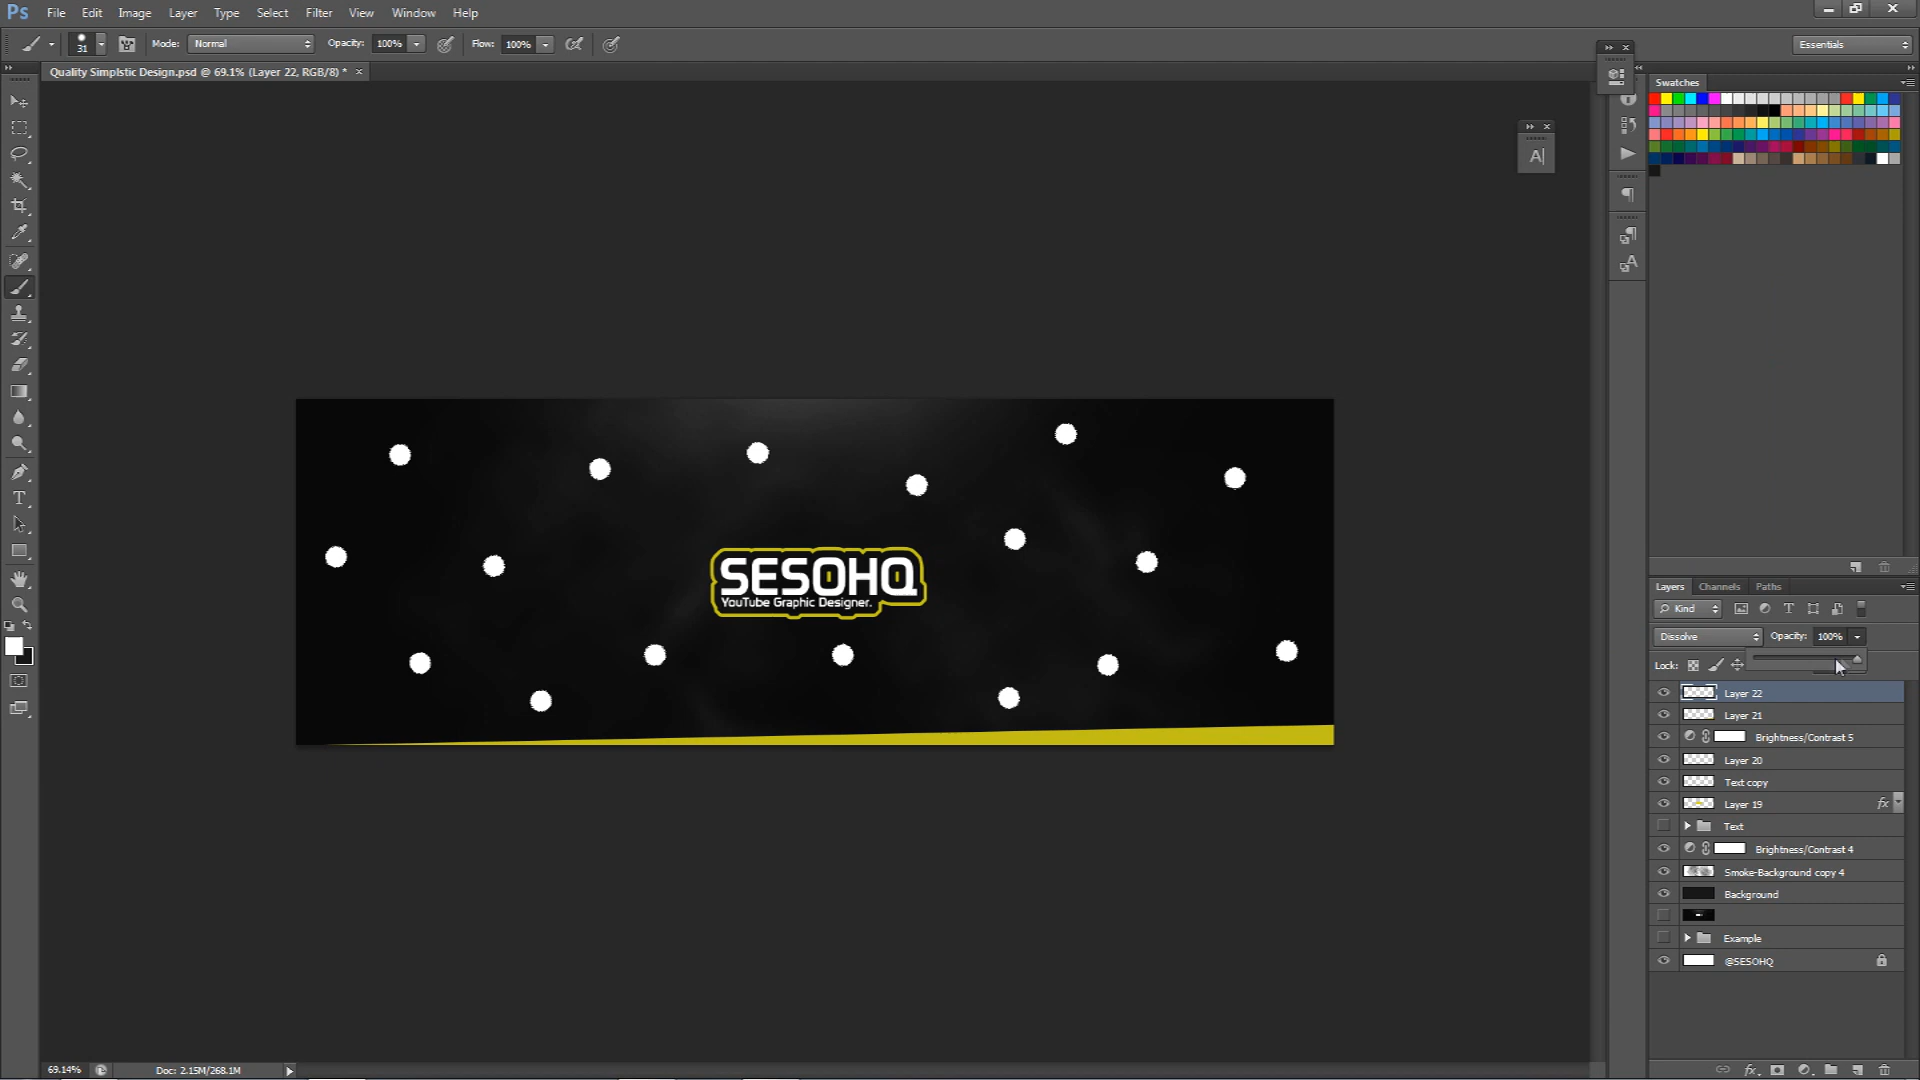 Ps File Edit Image Layer Type Select Filter View Window Help
31 Mode: Normal Opacity: 100% Flow: 100% Essentials
Quality Simplstic Design.psd @ 69.1% (Layer 22, RGB/8) * ×
Swatches
A|
SESOHQ
YouTube Graphic Designer.
Layers Channels Paths
Kind
Dissolve Opacity: 100%
Lock:
Layer 22
Layer 21
Brightness/Contrast 5
Layer 20
Text copy
Layer 19 fx
Text
Brightness/Contrast 4
Smoke-Background copy 4
Background
Example
@SESOHQ
69.14% Doc: 2.15M/268.1M
fx